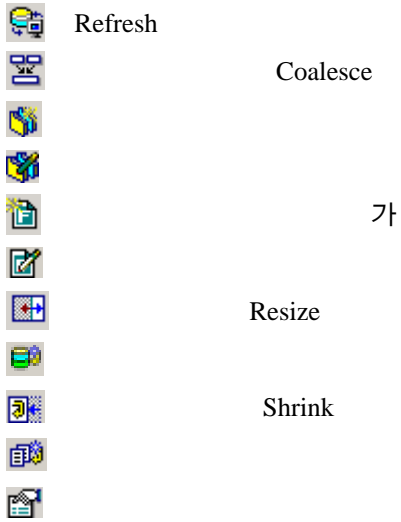 Refresh
Coalesce
가
Resize
Shrink